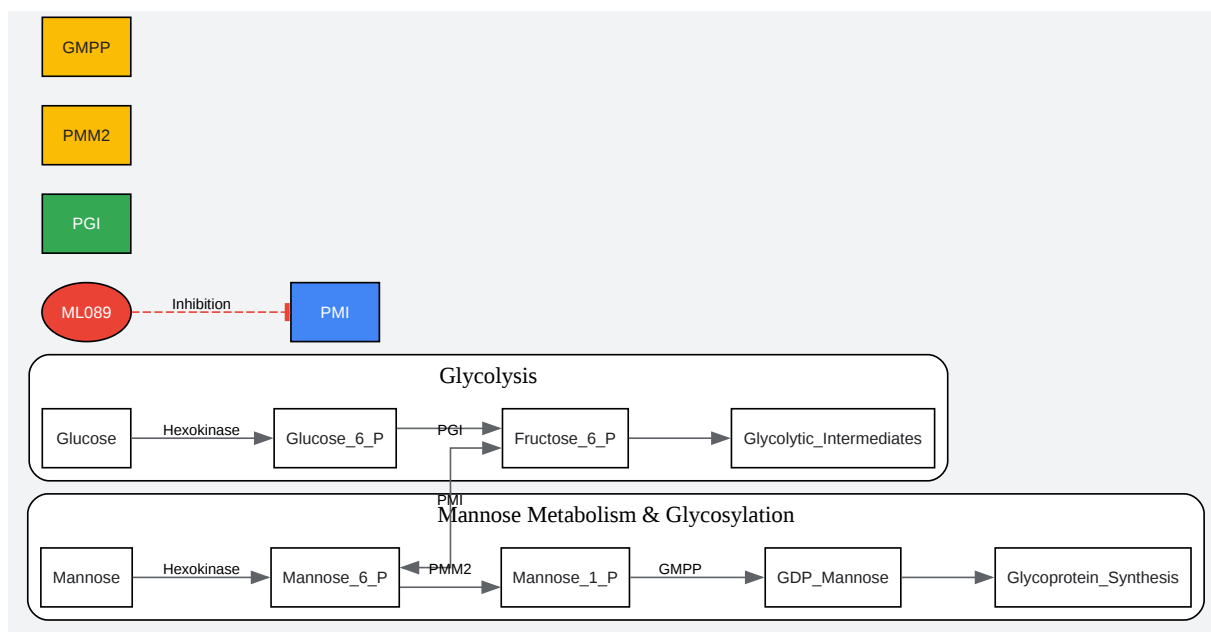 GMPP
PMM2
PGI
ML089
Inhibition
PMI
Glycolysis
Glucose
Hexokinase
Glucose_6_P
PGI
Fructose_6_P
Glycolytic_Intermediates
PMI
Mannose Metabolism & Glycosylation
Mannose
Hexokinase
Mannose_6_P
PMM2
Mannose_1_P
GMPP
GDP_Mannose
Glycoprotein_Synthesis